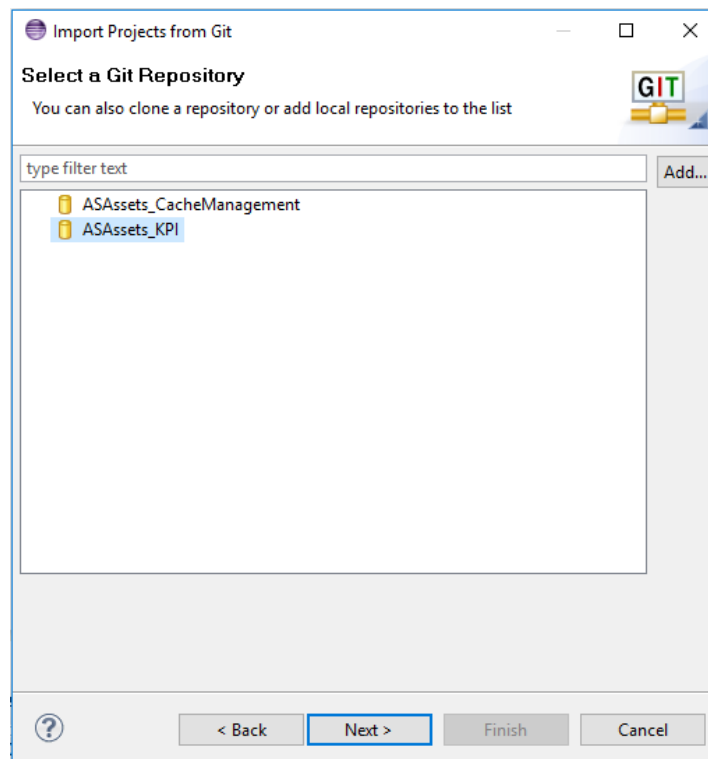 Import Projects from Git
Select a Git Repository
You can also clone a repository or add local repositories to the list
GIT
type filter text
Add...
ASAssets_CacheManagement
ASAssets_KPI
?
< Back
Next >
Finish
Cancel